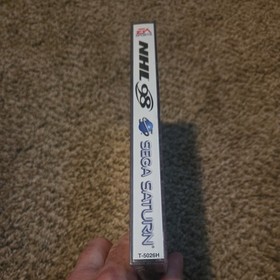 NHL 98
SEGA SATURN
T-5026H